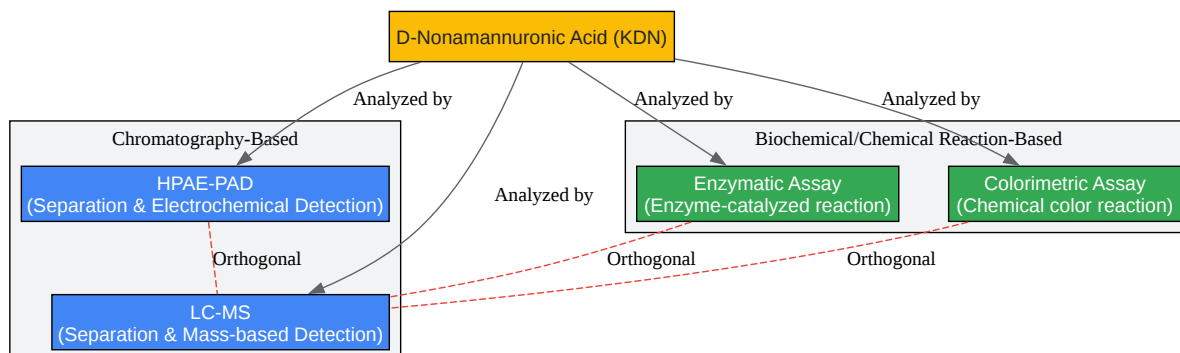 D-Nonamannuronic Acid (KDN)
Analyzed by
Analyzed by
Analyzed by
Chromatography-Based
Biochemical/Chemical Reaction-Based
HPAE-PAD
(Separation & Electrochemical Detection)
Analyzed by
Enzymatic Assay
(Enzyme-catalyzed reaction)
Colorimetric Assay
(Chemical color reaction)
Orthogonal
Orthogonal
Orthogonal
LC-MS
(Separation & Mass-based Detection)